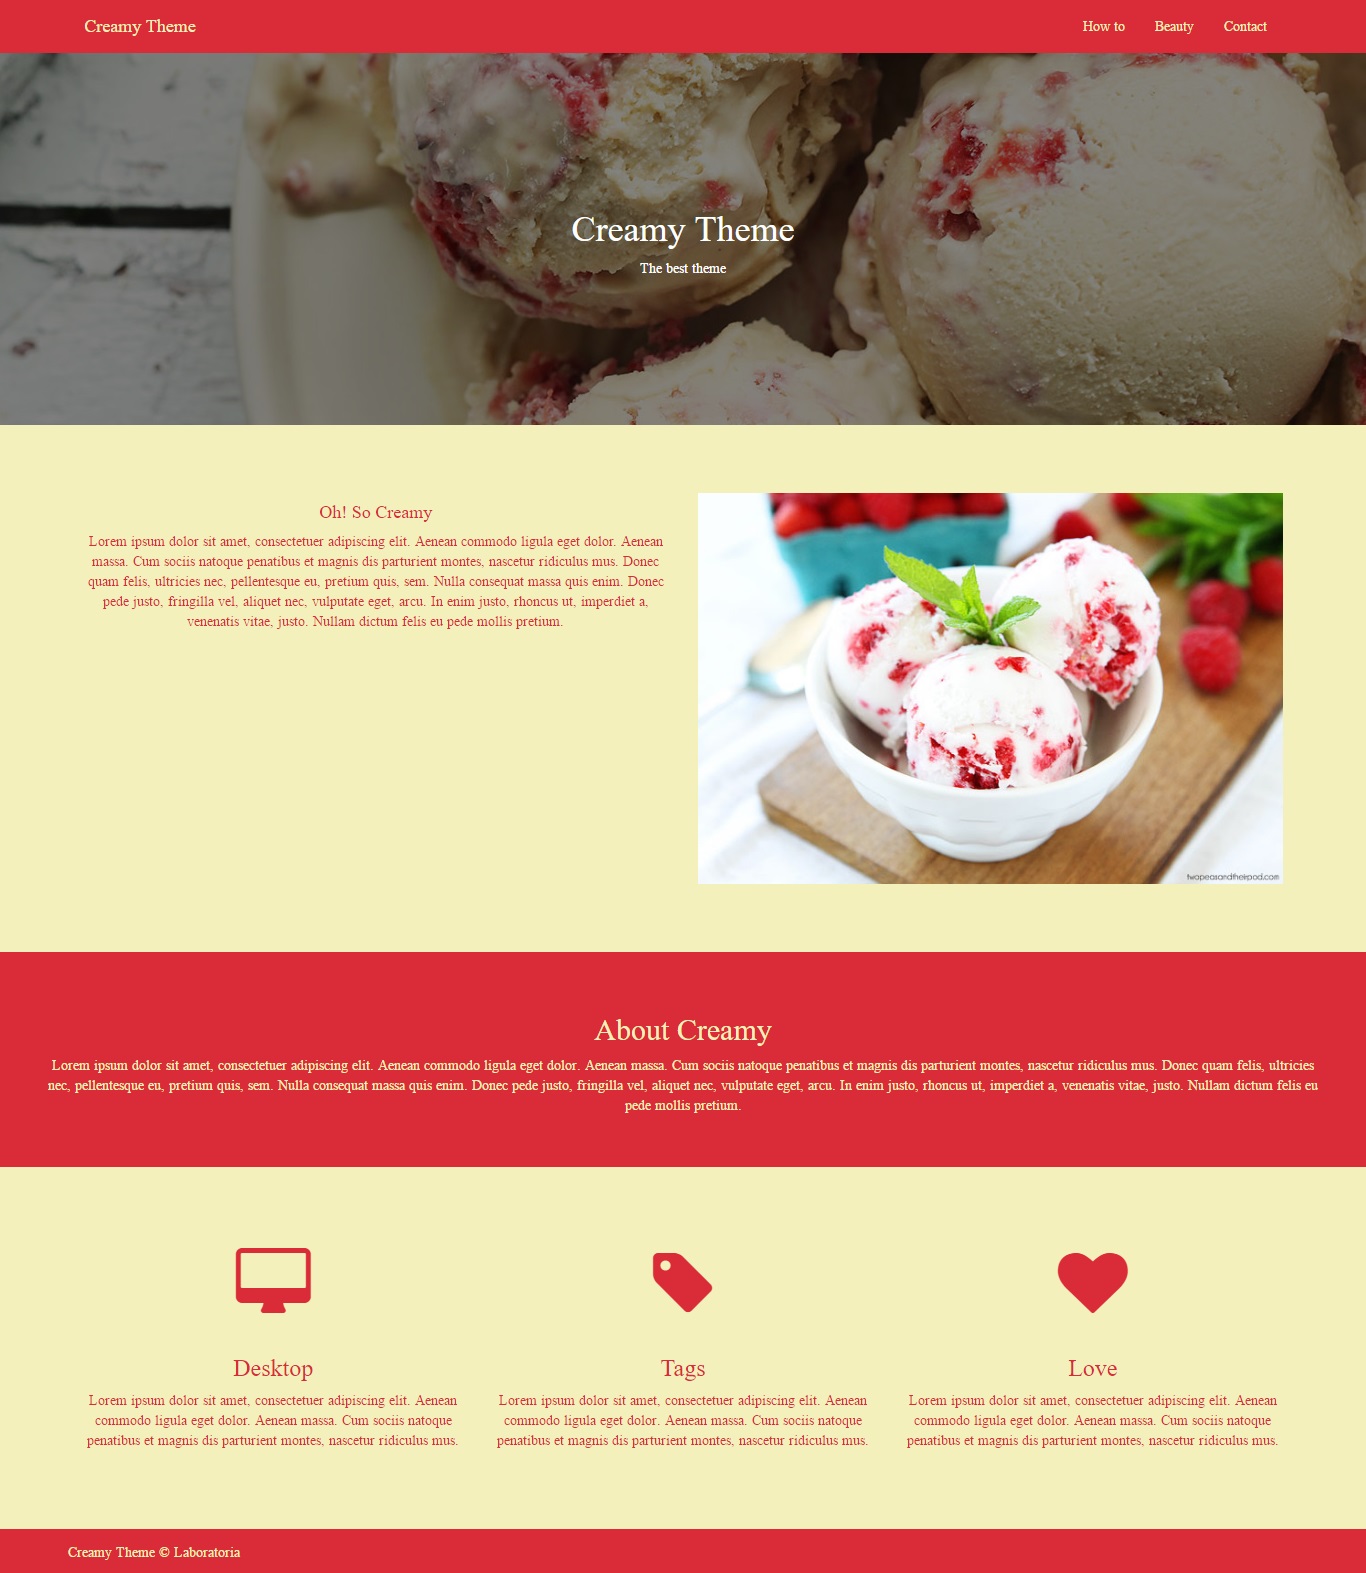 Creamy Theme
How to Beauty Contact
Creamy Theme
The best theme
Oh! So Creamy
Lorem ipsum dolor sit amet, consectetuer adipiscing elit. Aenean commodo ligula eget dolor. Aenean
massa. Cum sociis natoque penatibus et magnis dis parturient montes, nascetur ridiculus mus. Donec
quam felis, ultricies nec, pellentesque eu, pretium quis, sem. Nulla consequat massa quis enim. Donec
pede justo, fringilla vel, aliquet nec, vulputate eget, arcu. In enim justo, rhoncus ut, imperdiet a,
venenatis vitae, justo. Nullam dictum felis eu pede mollis pretium.
twopeasandtheirpod.com
About Creamy
Lorem ipsum dolor sit amet, consectetuer adipiscing elit. Aenean commodo ligula eget dolor. Aenean massa. Cum sociis natoque penatibus et magnis dis parturient montes, nascetur ridiculus mus. Donec quam felis, ultricies
nec, pellentesque eu, pretium quis, sem. Nulla consequat massa quis enim. Donec pede justo, fringilla vel, aliquet nec, vulputate eget, arcu. In enim justo, rhoncus ut, imperdiet a, venenatis vitae, justo. Nullam dictum felis eu
pede mollis pretium.
Desktop
Lorem ipsum dolor sit amet, consectetuer adipiscing elit. Aenean
commodo ligula eget dolor. Aenean massa. Cum sociis natoque
penatibus et magnis dis parturient montes, nascetur ridiculus mus.
Tags
Lorem ipsum dolor sit amet, consectetuer adipiscing elit. Aenean
commodo ligula eget dolor. Aenean massa. Cum sociis natoque
penatibus et magnis dis parturient montes, nascetur ridiculus mus.
Love
Lorem ipsum dolor sit amet, consectetuer adipiscing elit. Aenean
commodo ligula eget dolor. Aenean massa. Cum sociis natoque
penatibus et magnis dis parturient montes, nascetur ridiculus mus.
Creamy Theme © Laboratoria